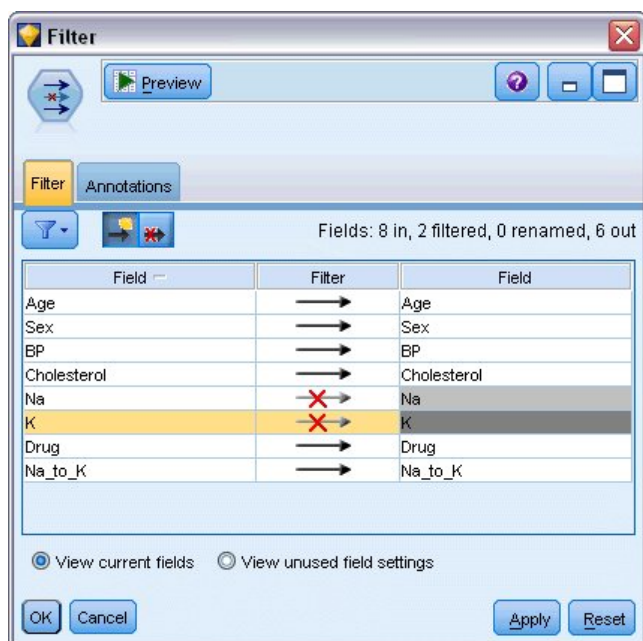 Filter
Preview
Filter
Annotations
Fields: 8 in, 2 filtered, 0 renamed, 6 out
Field Filter Field
Age Age
Sex Sex
BP BP
Cholesterol Cholesterol
Na Na
K K
Drug Drug
Na_to_K Na_to_K
View current fields View unused field settings
OK Cancel Apply Reset